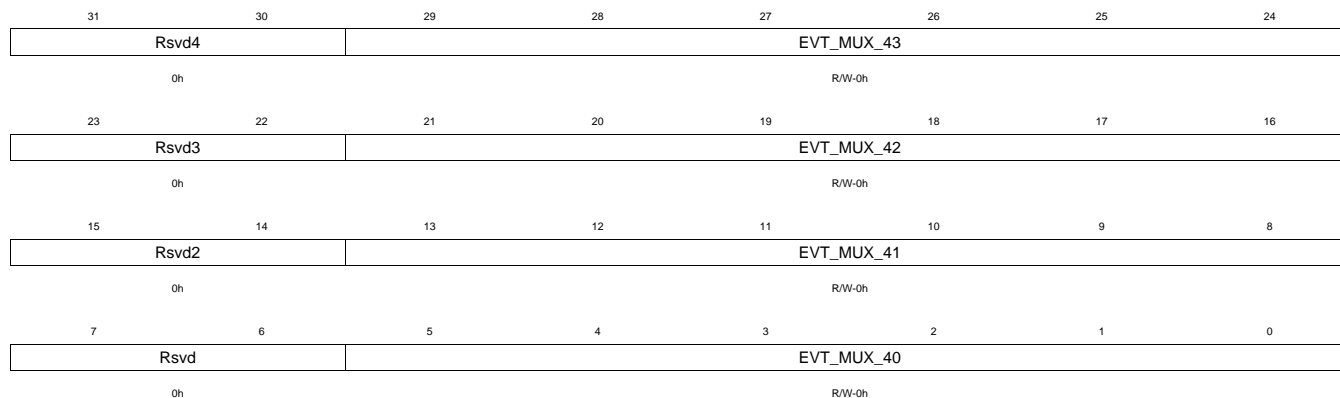 31 30 29 28 27 26 25 24
Rsvd4 EVT_MUX_43
0h R/W-0h
23 22 21 20 19 18 17 16
Rsvd3 EVT_MUX_42
0h R/W-0h
15 14 13 12 11 10 9 8
Rsvd2 EVT_MUX_41
0h R/W-0h
7 6 5 4 3 2 1 0
Rsvd EVT_MUX_40
0h R/W-0h